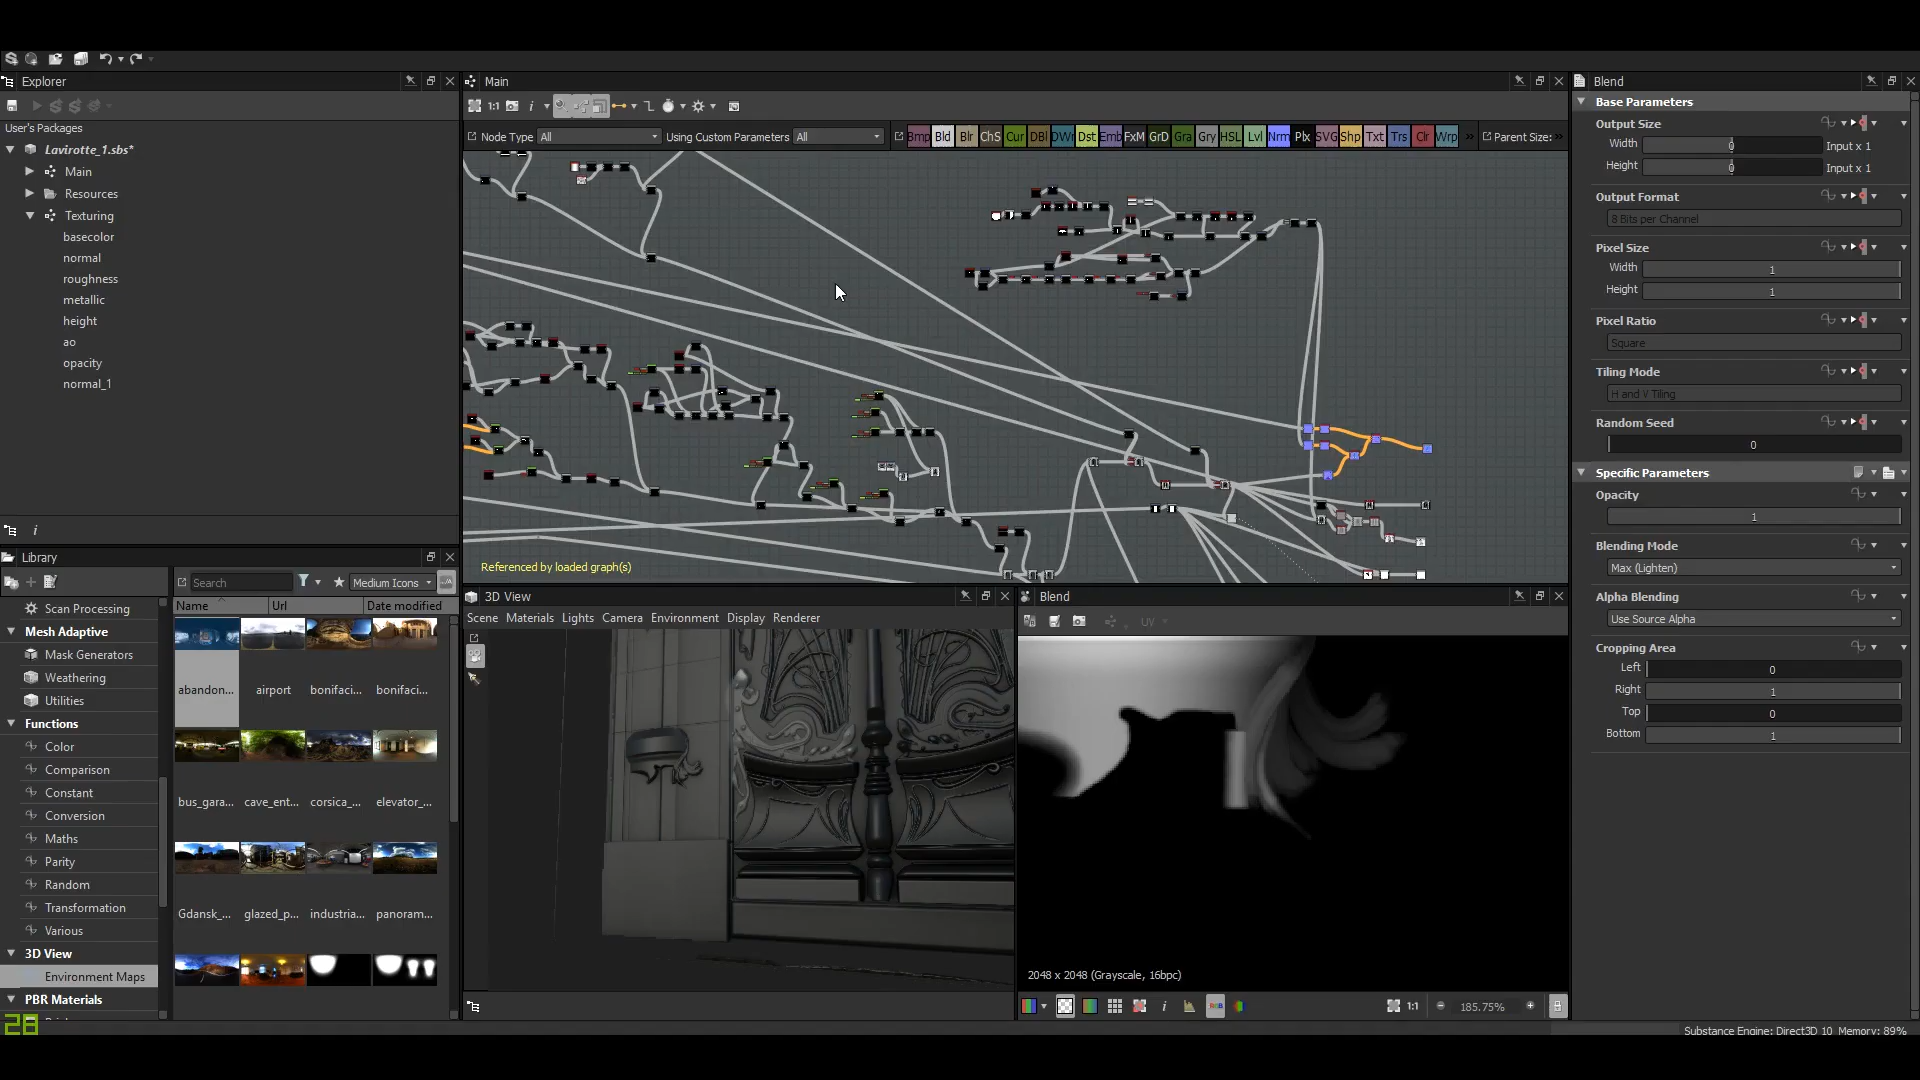 Explorer
User's Packages
Lavirotte_1.sbs*
Main
Resources
Texturing
basecolor
normal
roughness
metallic
height
ao
opacity
normal_1
Library
Search
Medium Icons
Scan Processing
Mesh Adaptive
Mask Generators
Weathering
Utilities
Functions
Color
Comparison
Constant
Conversion
Maths
Parity
Random
Transformation
Various
3D View
Environment Maps
PBR Materials
28
Name Url Date modified
abandon... airport bonifaci... bonifaci...
bus_gara... cave_ent... corsica_... elevator_...
Gdansk_... glazed_p... industria... panoram...
Main
1:1
Node Type All Using Custom Parameters All
Bmp Bld Blr ChS Cur DBl DWr Dst Emb FxM GrD Gra Gry HSL Lvl Nrm Plx SVG Shp Txt Trs Clr Wrp » Parent Size: »
Referenced by loaded graph(s)
3D View
Scene Materials Lights Camera Environment Display Renderer
Blend
UV
2048 x 2048 (Grayscale, 16bpc)
1:1 185.75%
Blend
Base Parameters
Output Size
Width 0 Input x 1
Height 0 Input x 1
Output Format
8 Bits per Channel
Pixel Size
Width 1
Height 1
Pixel Ratio
Square
Tiling Mode
H and V Tiling
Random Seed
0
Specific Parameters
Opacity
1
Blending Mode
Max (Lighten)
Alpha Blending
Use Source Alpha
Cropping Area
Left 0
Right 1
Top 0
Bottom 1
Substance Engine: Direct3D 10 Memory: 89%